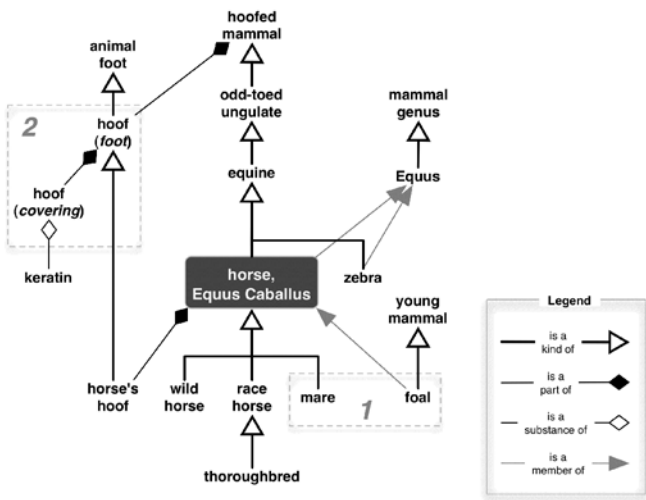 hoofed
mammal
animal
foot
odd-toed
ungulate
mammal
genus
2
hoof
(foot)
equine
Equus
hoof
(covering)
keratin
horse,
Equus Caballus
zebra
young
mammal
Legend
is a
kind of
is a
part of
is a
substance of
is a
member of
horse's
hoof
wild
horse
race
horse
mare
1
foal
thoroughbred